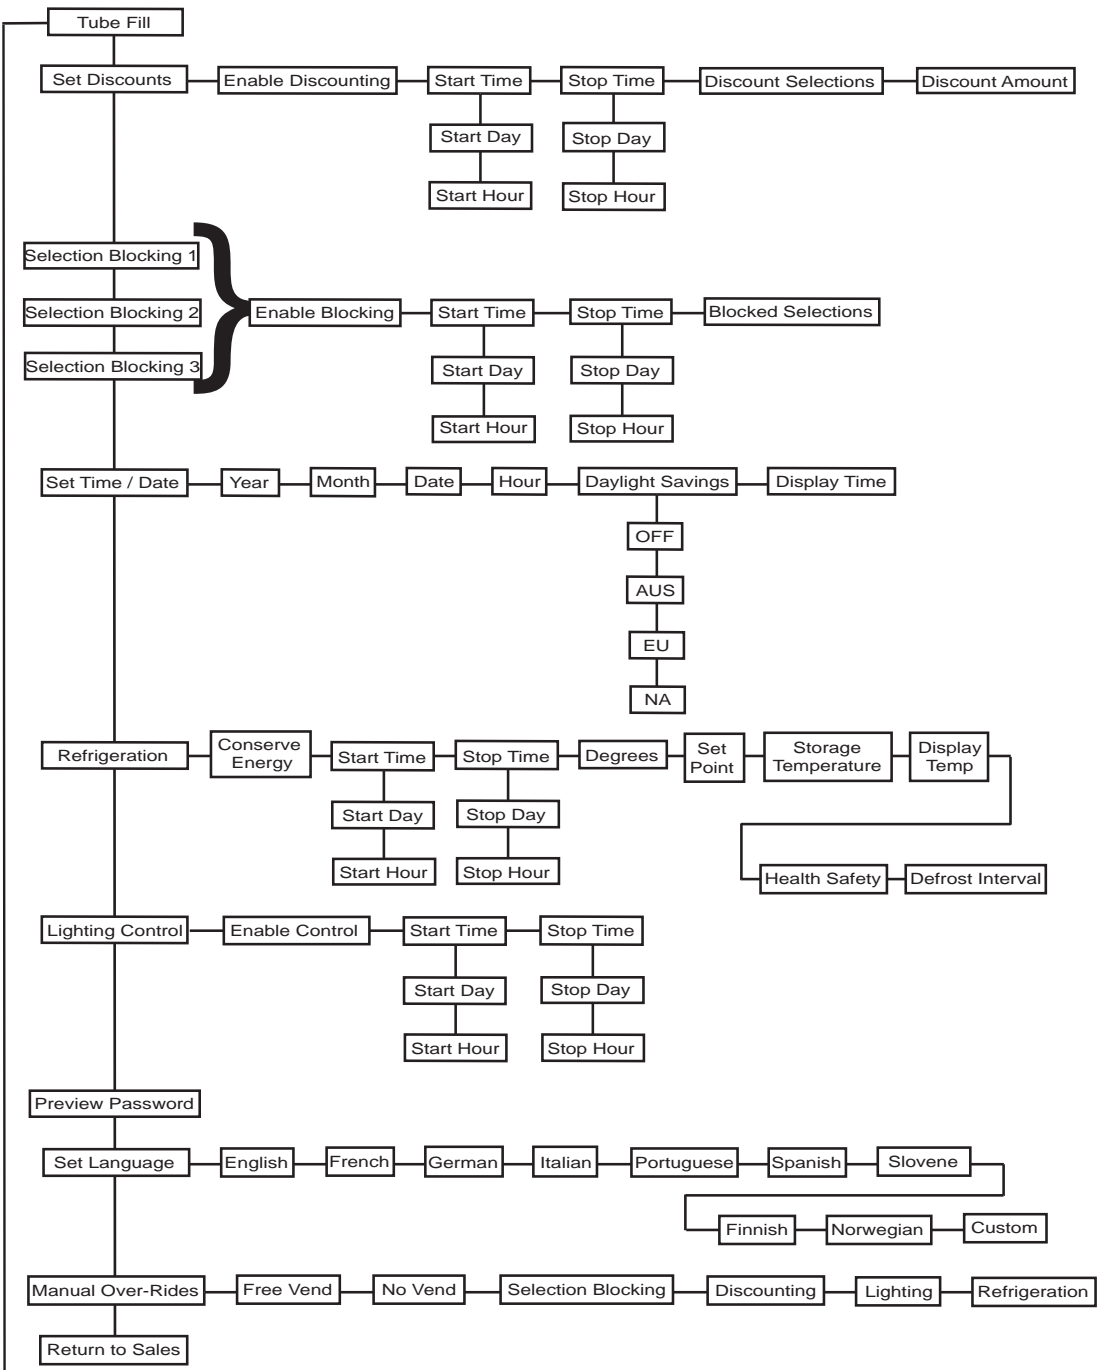 Tube Fill
Set Discounts
Enable Discounting
Start Time
Stop Time
Discount Selections
Discount Amount
Start Day
Stop Day
Start Hour
Stop Hour
Selection Blocking 1
Selection Blocking 2
Selection Blocking 3
Enable Blocking
Start Time
Stop Time
Blocked Selections
Start Day
Stop Day
Start Hour
Stop Hour
Set Time / Date
Year
Month
Date
Hour
Daylight Savings
Display Time
OFF
AUS
EU
NA
Refrigeration
Conserve
Energy
Start Time
Stop Time
Degrees
Set
Point
Storage
Temperature
Display
Temp
Start Day
Stop Day
Start Hour
Stop Hour
Health Safety
Defrost Interval
Lighting Control
Enable Control
Start Time
Stop Time
Start Day
Stop Day
Start Hour
Stop Hour
Preview Password
Set Language
English
French
German
Italian
Portuguese
Spanish
Slovene
Finnish
Norwegian
Custom
Manual Over-Rides
Free Vend
No Vend
Selection Blocking
Discounting
Lighting
Refrigeration
Return to Sales